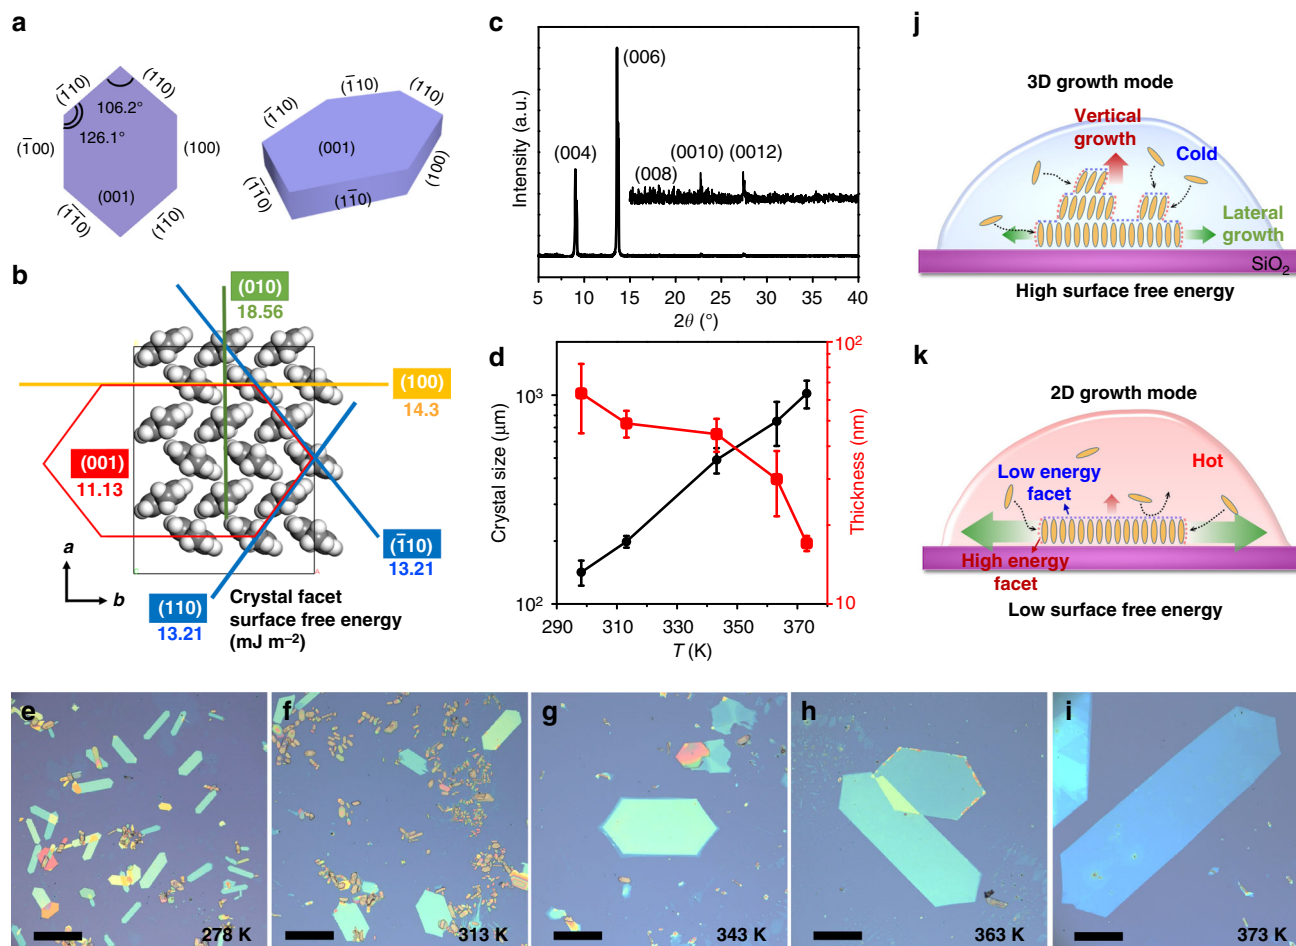 a
(1̅10)
(110)
106.2°
126.1°
(1̅00)
(100)
(001)
(1̅1̅0)
(11̅0)
(1̅10)
(1̅10)
(110)
(001)
(100)
(1̅1̅0)
(11̅0)
b
(010)
18.56
(100)
14.3
(001)
11.13
(1̅10)
13.21
(110)
13.21
a
b
Crystal facet
surface free energy
(mJ m–2)
c
Intensity (a.u.)
(004)
(006)
(008)
(0010)
(0012)
5 10 15 20 25 30 35 40
2θ (°)
d
Crystal size (μm)
10³
10²
Thickness (nm)
10²
10
290 310 330 350 370
T (K)
e
278 K
f
313 K
g
343 K
h
363 K
i
373 K
j
3D growth mode
Vertical
growth
Cold
Lateral
growth
SiO₂
High surface free energy
k
2D growth mode
Low energy
facet
Hot
High energy
facet
Low surface free energy